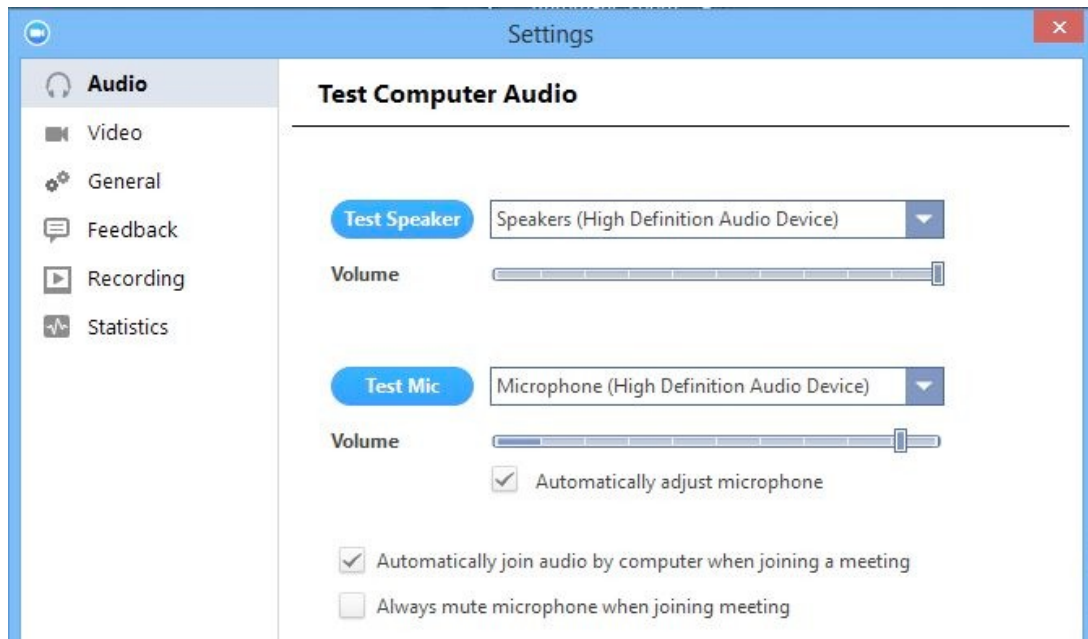 Settings
Audio
Video
General
Feedback
Recording
Statistics
Test Computer Audio
Test Speaker Speakers (High Definition Audio Device)
Volume
Test Mic Microphone (High Definition Audio Device)
Volume
Automatically adjust microphone
Automatically join audio by computer when joining a meeting
Always mute microphone when joining meeting